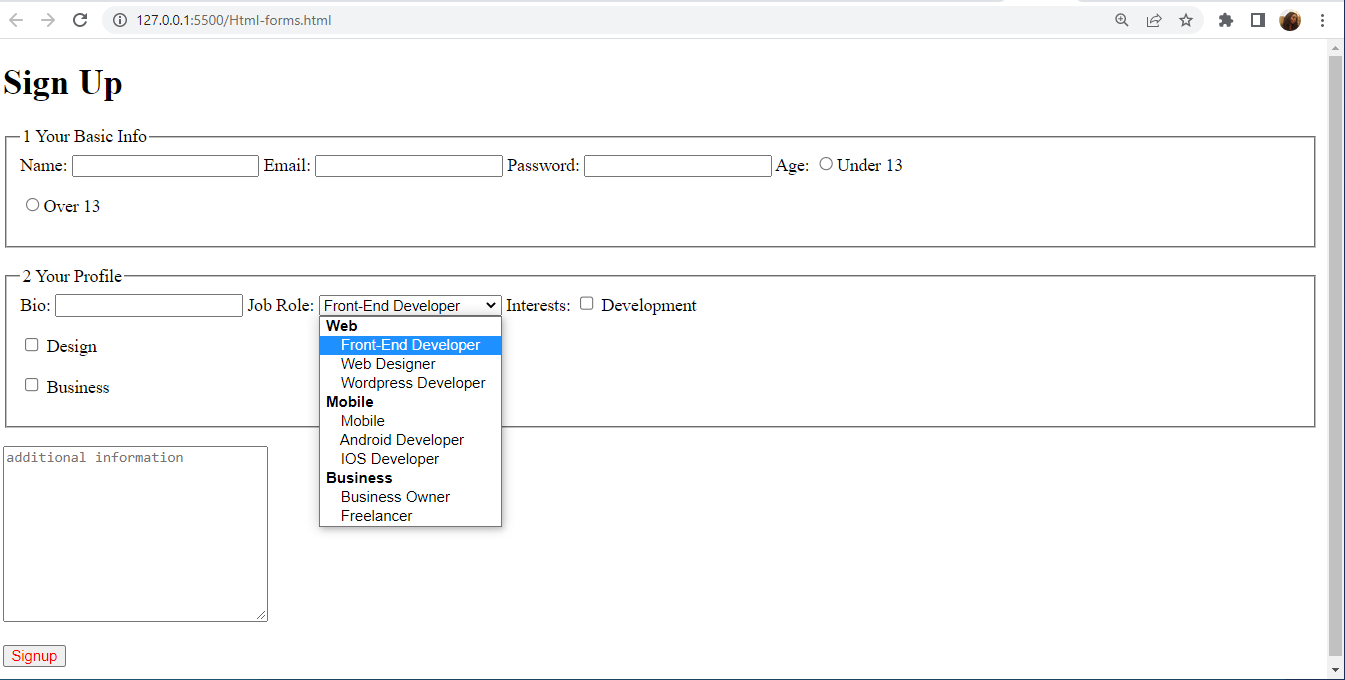 127.0.0.1:5500/Html-forms.html
Sign Up
1 Your Basic Info
Name: Email: Password: Age: Under 13
Over 13
2 Your Profile
Bio: Job Role: Front-End Developer Interests: Development
Design
Business
Web
Front-End Developer
Web Designer
Wordpress Developer
Mobile
Mobile
Android Developer
IOS Developer
Business
Business Owner
Freelancer
additional information
Signup